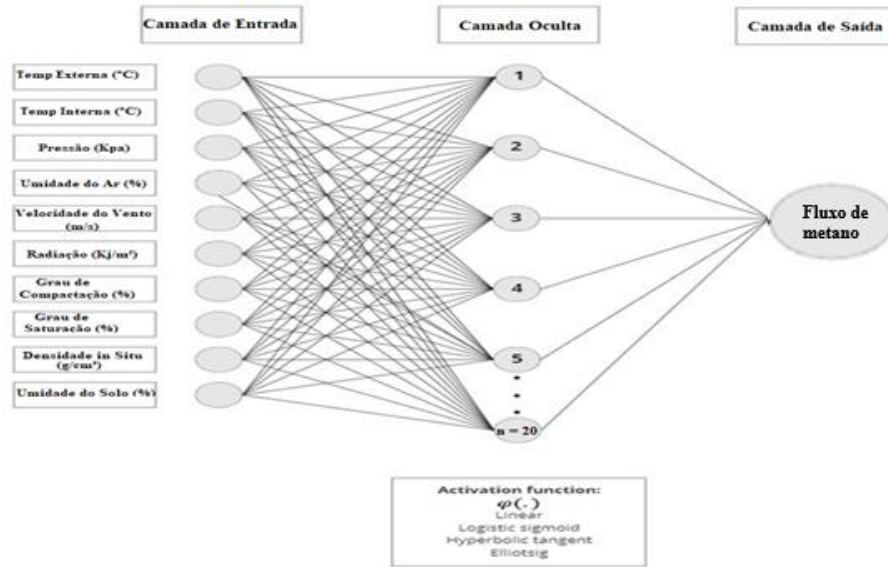 Camada de Entrada
Camada Oculta
Camada de Saída
Temp Externa (°C)
Temp Interna (°C)
Pressão (Kpa)
Umidade do Ar (%)
Velocidade do Vento
(m/s)
Radiação (Kj/m²)
Grau de
Compactação (%)
Grau de
Saturação (%)
Densidade in Sítu
(g/cm³)
Umidade do Solo (%)
1
2
3
4
5
n = 20
Fluxo de
metano
Activation function:
φ(.)
Linear
Logistic sigmoid
Hyperbolic tangent
Elliotsig